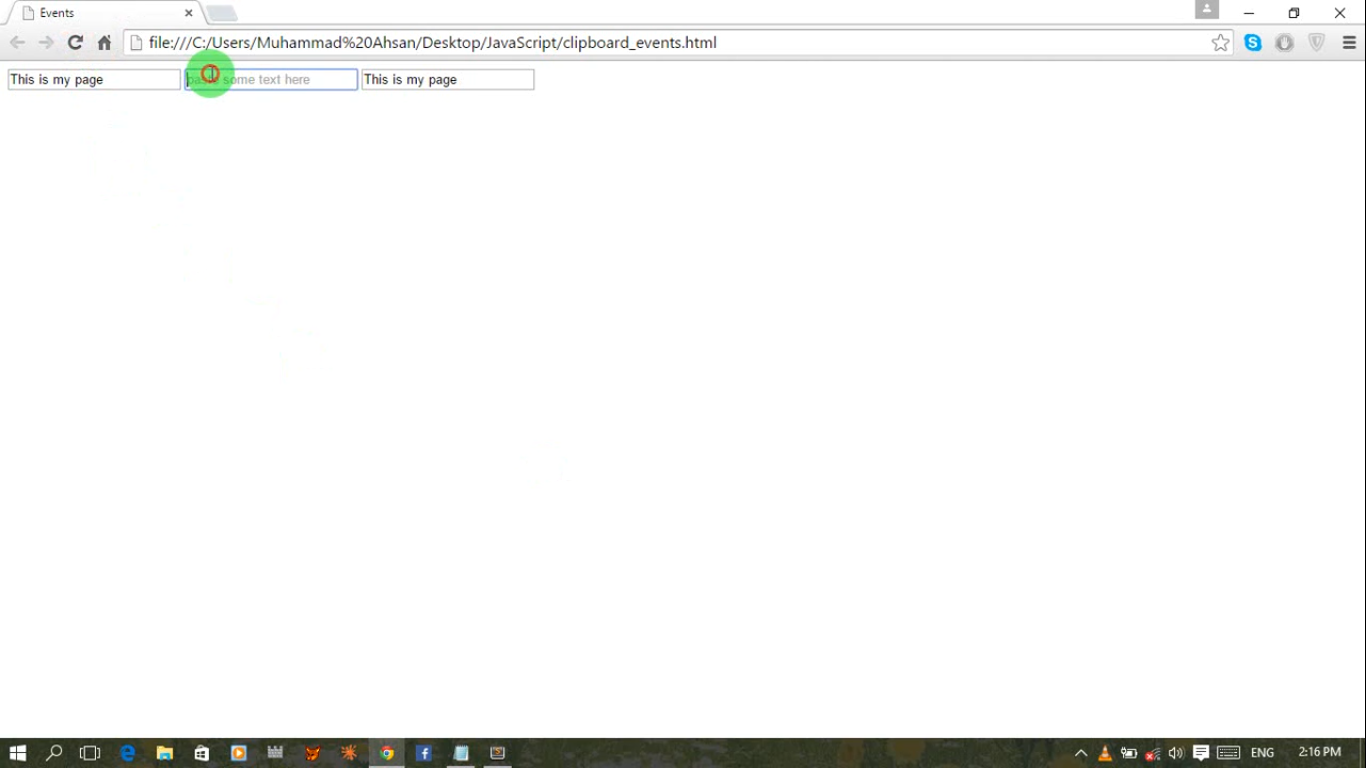 Events
file:///C:/Users/Muhammad%20Ahsan/Desktop/JavaScript/clipboard_events.html
This is my page paste some text here This is my page
ENG 2:16 PM